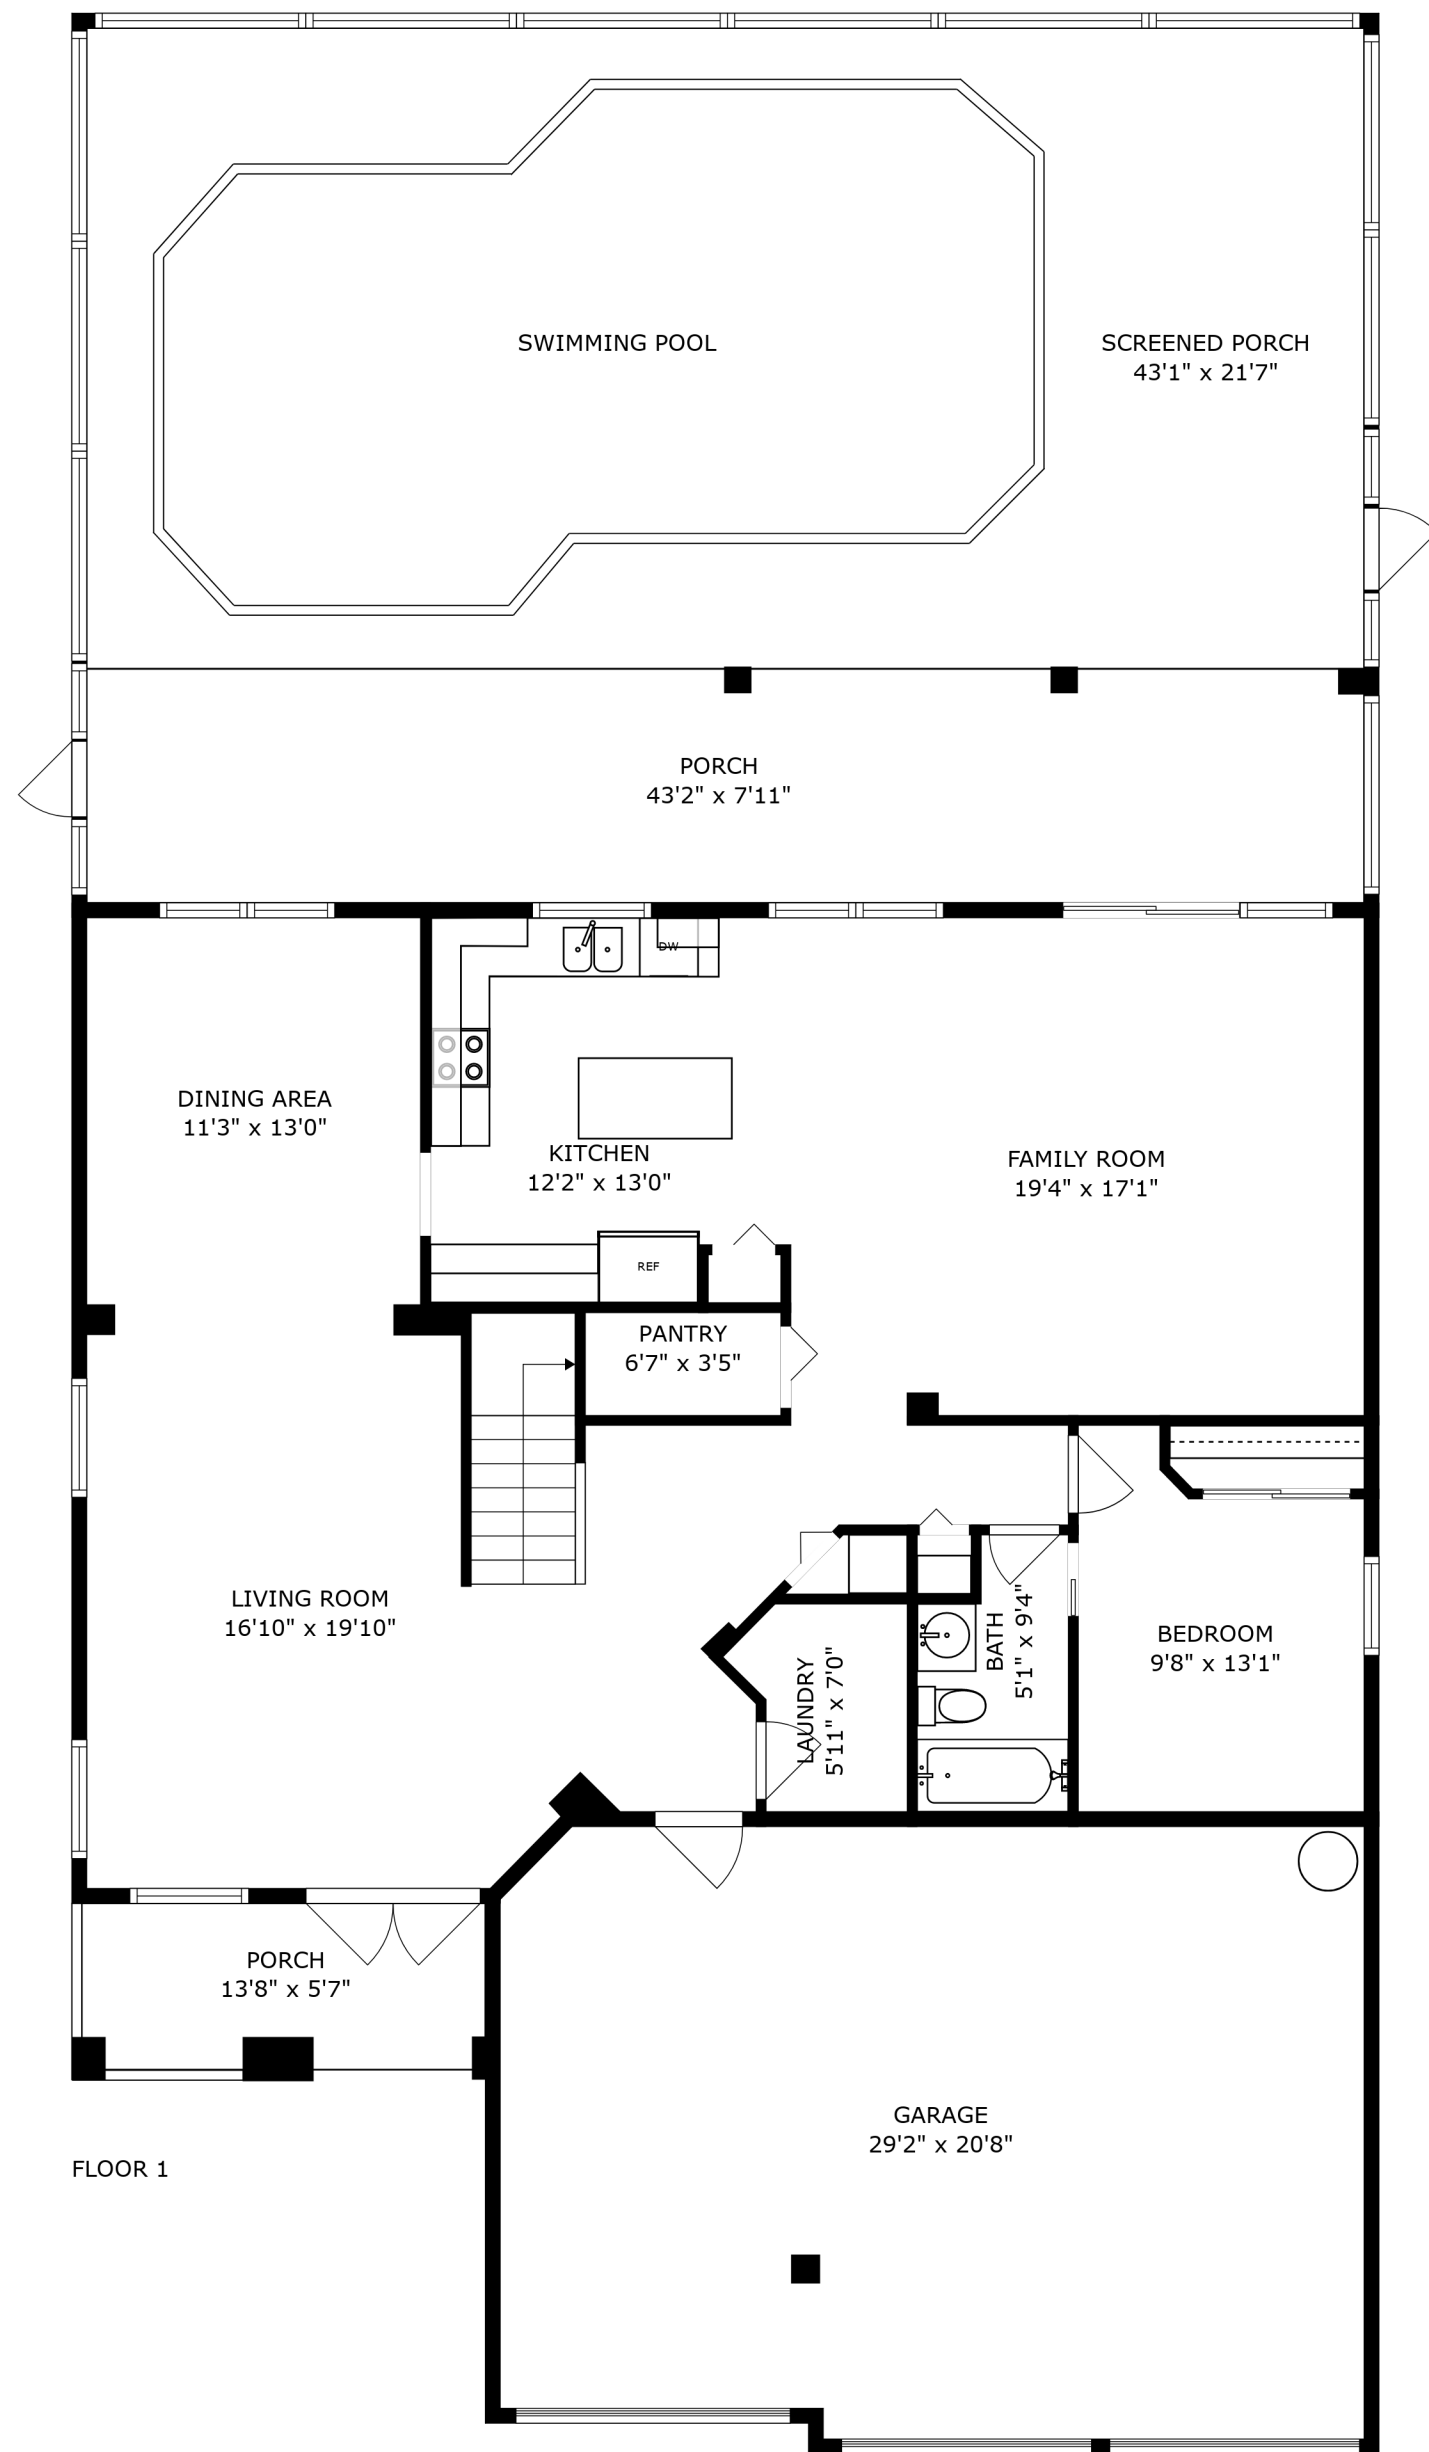 SWIMMING POOL
SCREENED PORCH
43'1" x 21'7"
PORCH
43'2" x 7'11"
DW
DINING AREA
11'3" x 13'0"
KITCHEN
12'2" x 13'0"
FAMILY ROOM
19'4" x 17'1"
REF
PANTRY
6'7" x 3'5"
LIVING ROOM
16'10" x 19'10"
BATH
5'1" x 9'4"
BEDROOM
9'8" x 13'1"
LAUNDRY
5'11" x 7'0"
PORCH
13'8" x 5'7"
GARAGE
29'2" x 20'8"
FLOOR 1